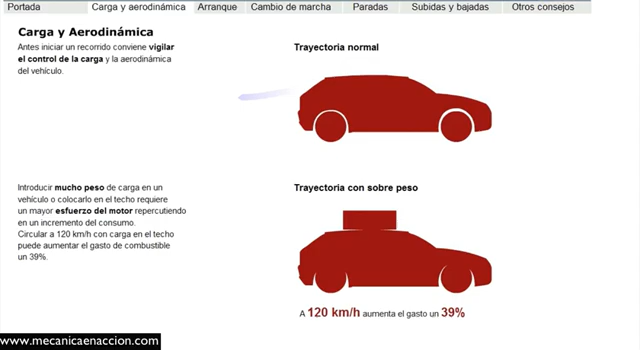 Portada Carga y aerodinámica Arranque Cambio de marcha Paradas Subidas y bajadas Otros consejos
Carga y Aerodinámica
Antes iniciar un recorrido conviene vigilar
el control de la carga y la aerodinámica
del vehículo.
Trayectoria normal
Introducir mucho peso de carga en un
vehículo o colocarlo en el techo requiere
un mayor esfuerzo del motor repercutiendo
en un incremento del consumo.
Circular a 120 km/h con carga en el techo
puede aumentar el gasto de combustible
un 39%.
Trayectoria con sobre peso
A 120 km/h aumenta el gasto un 39%
www.mecanicaenaccion.com